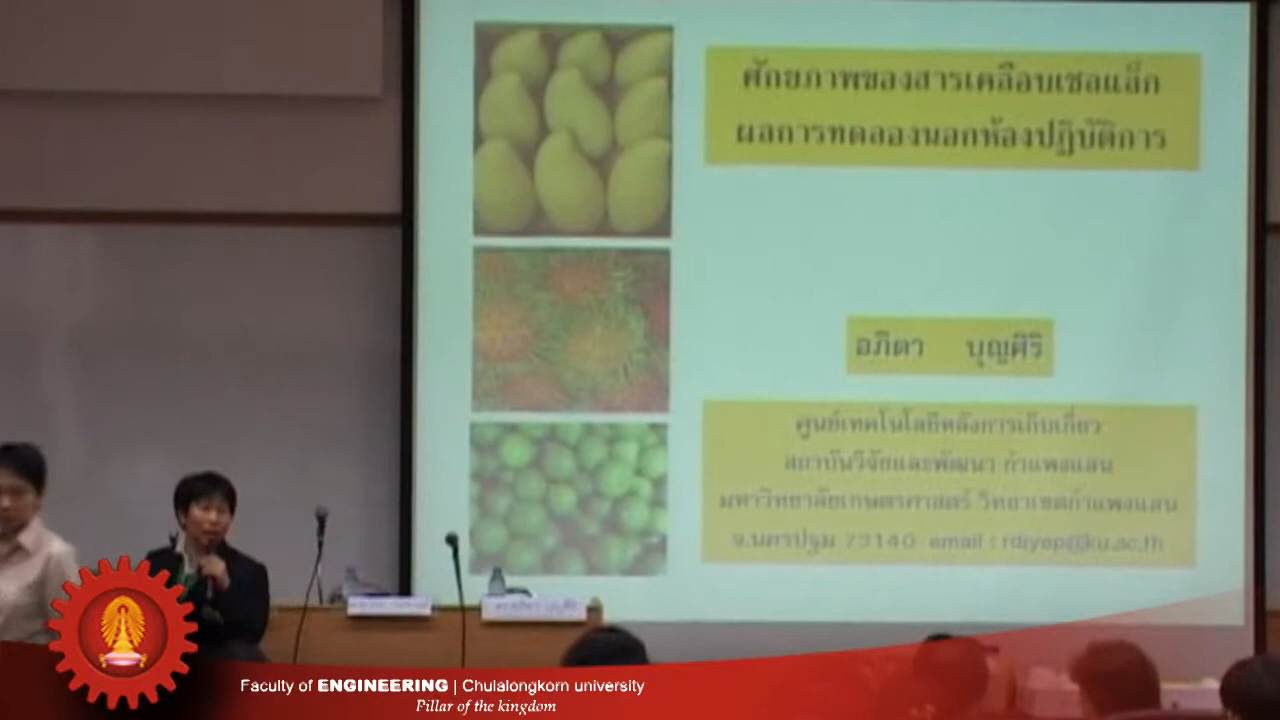 ศักยภาพของสารเคลือบเชลแล็ก
ผลการทดลองนอกห้องปฏิบัติการ
อภิตา บุญศิริ
ศูนย์เทคโนโลยีหลังการเก็บเกี่ยว
สถาบันวิจัยและพัฒนา กำแพงแสน
มหาวิทยาลัยเกษตรศาสตร์ วิทยาเขตกำแพงแสน
จ.นครปฐม 73140 email : rdiyap@ku.ac.th
Faculty of ENGINEERING | Chulalongkorn university
Pillar of the kingdom